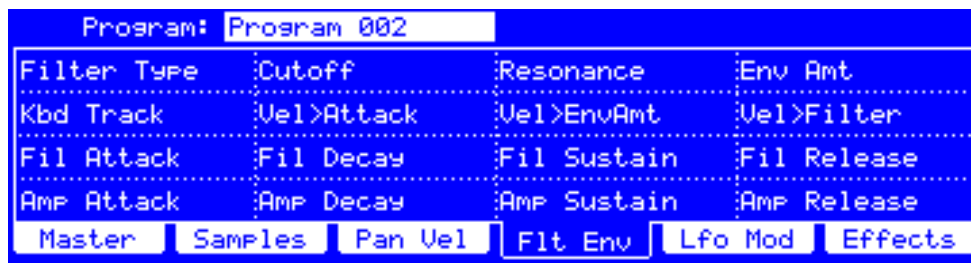 Program: Program 002
Filter Type Cutoff Resonance Env Amt
Kbd Track Vel>Attack Vel>EnvAmt Vel>Filter
Fil Attack Fil Decay Fil Sustain Fil Release
Amp Attack Amp Decay Amp Sustain Amp Release
Master Samples Pan Vel Flt Env Lfo Mod Effects